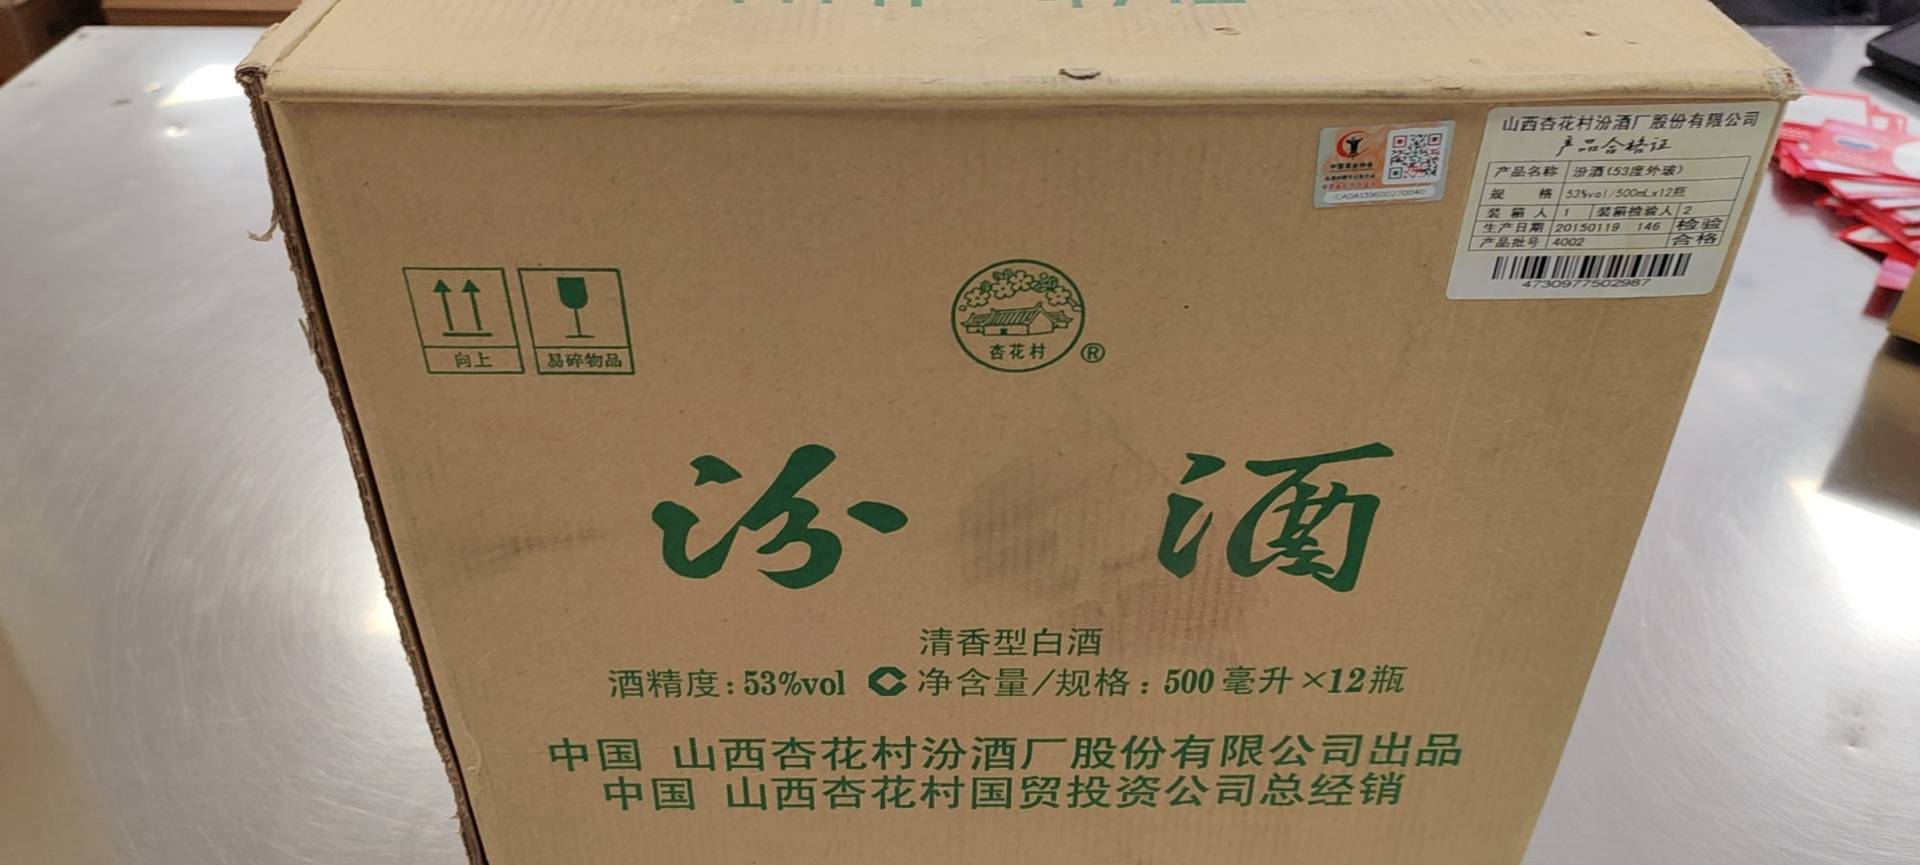 山西杏花村汾酒厂股份有限公司
产品合格证
产品名称 汾酒(53度外玻)
规 格 53%vol/500mLx12瓶
装箱人 1 装箱检验人 2
生产日期 20150119 146 检验
产品批号 4002 合格
4730977502987
向上
易碎物品
杏花村
®
汾酒
清香型白酒
酒精度:53%vol 净含量/规格:500毫升×12瓶
中国 山西杏花村汾酒厂股份有限公司出品
中国 山西杏花村国贸投资公司总经销